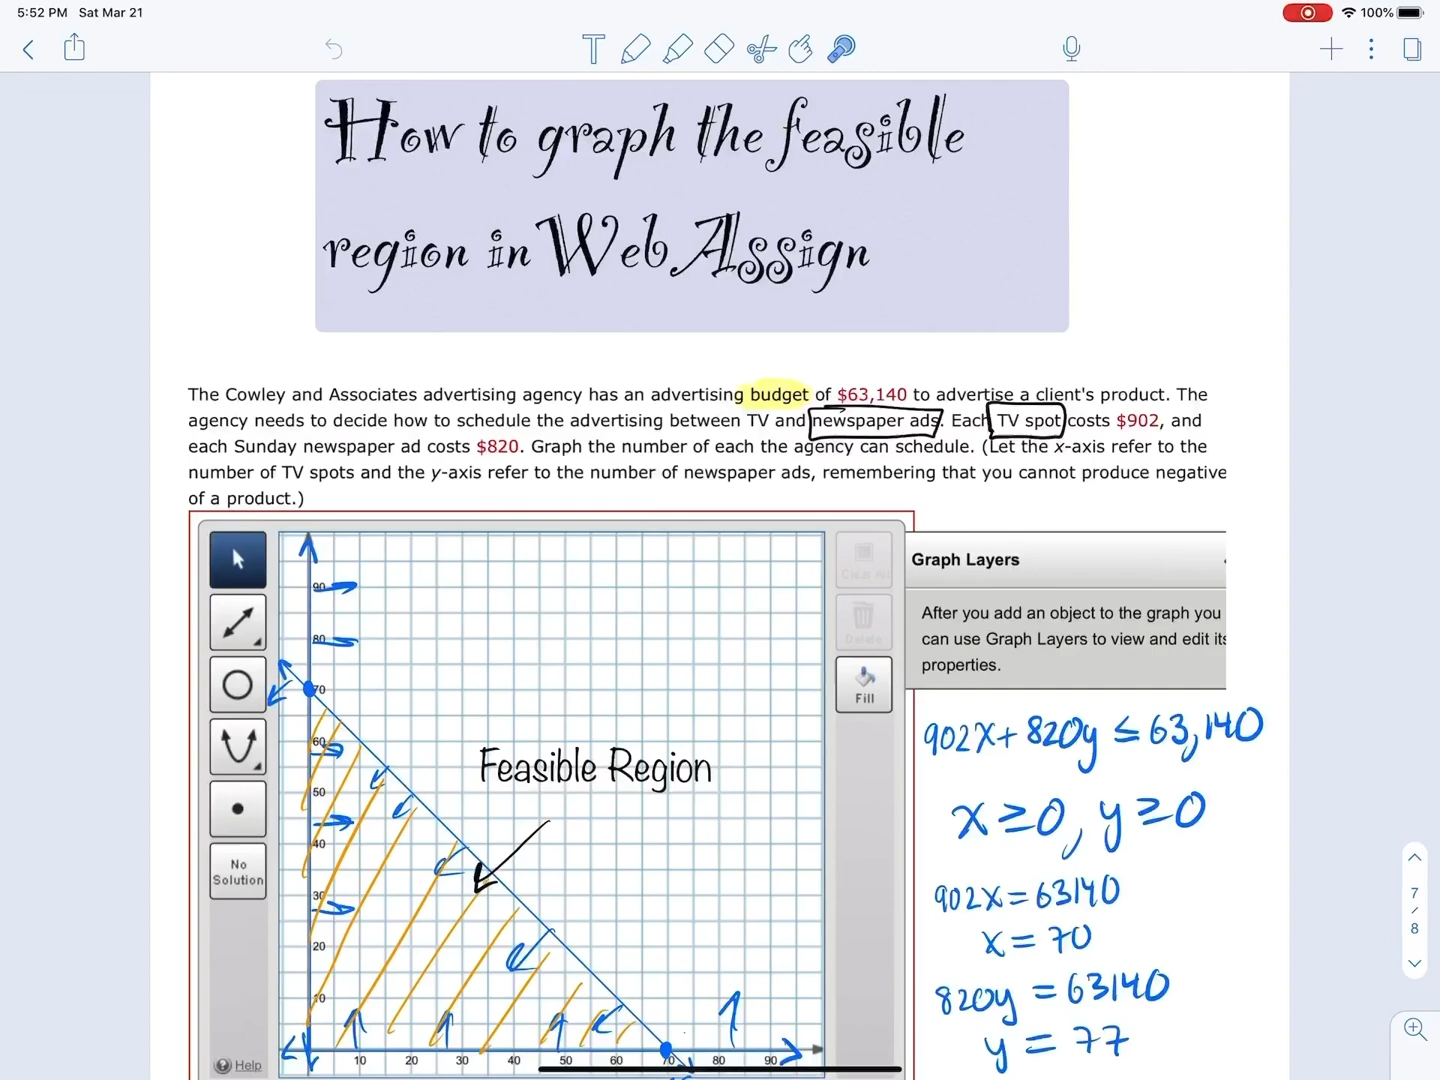 5:52 PM Sat Mar 21
100%
How to graph the feasible
region in Web Assign
The Cowley and Associates advertising agency has an advertising budget of $63,140 to advertise a client's product. The
agency needs to decide how to schedule the advertising between TV and newspaper ads. Each TV spot costs $902, and
each Sunday newspaper ad costs $820. Graph the number of each the agency can schedule. (Let the x-axis refer to the
number of TV spots and the y-axis refer to the number of newspaper ads, remembering that you cannot produce negative
of a product.)
Clear All
Delete
Fill
No
Solution
Help
Graph Layers
After you add an object to the graph you
can use Graph Layers to view and edit its
properties.
90
80
70
60
50
40
30
20
10
10 20 30 40 50 60 70 80 90
Feasible Region
902x + 820y ≤ 63,140
x ≥ 0, y ≥ 0
902x = 63140
x = 70
820y = 63140
y = 77
7
/
8